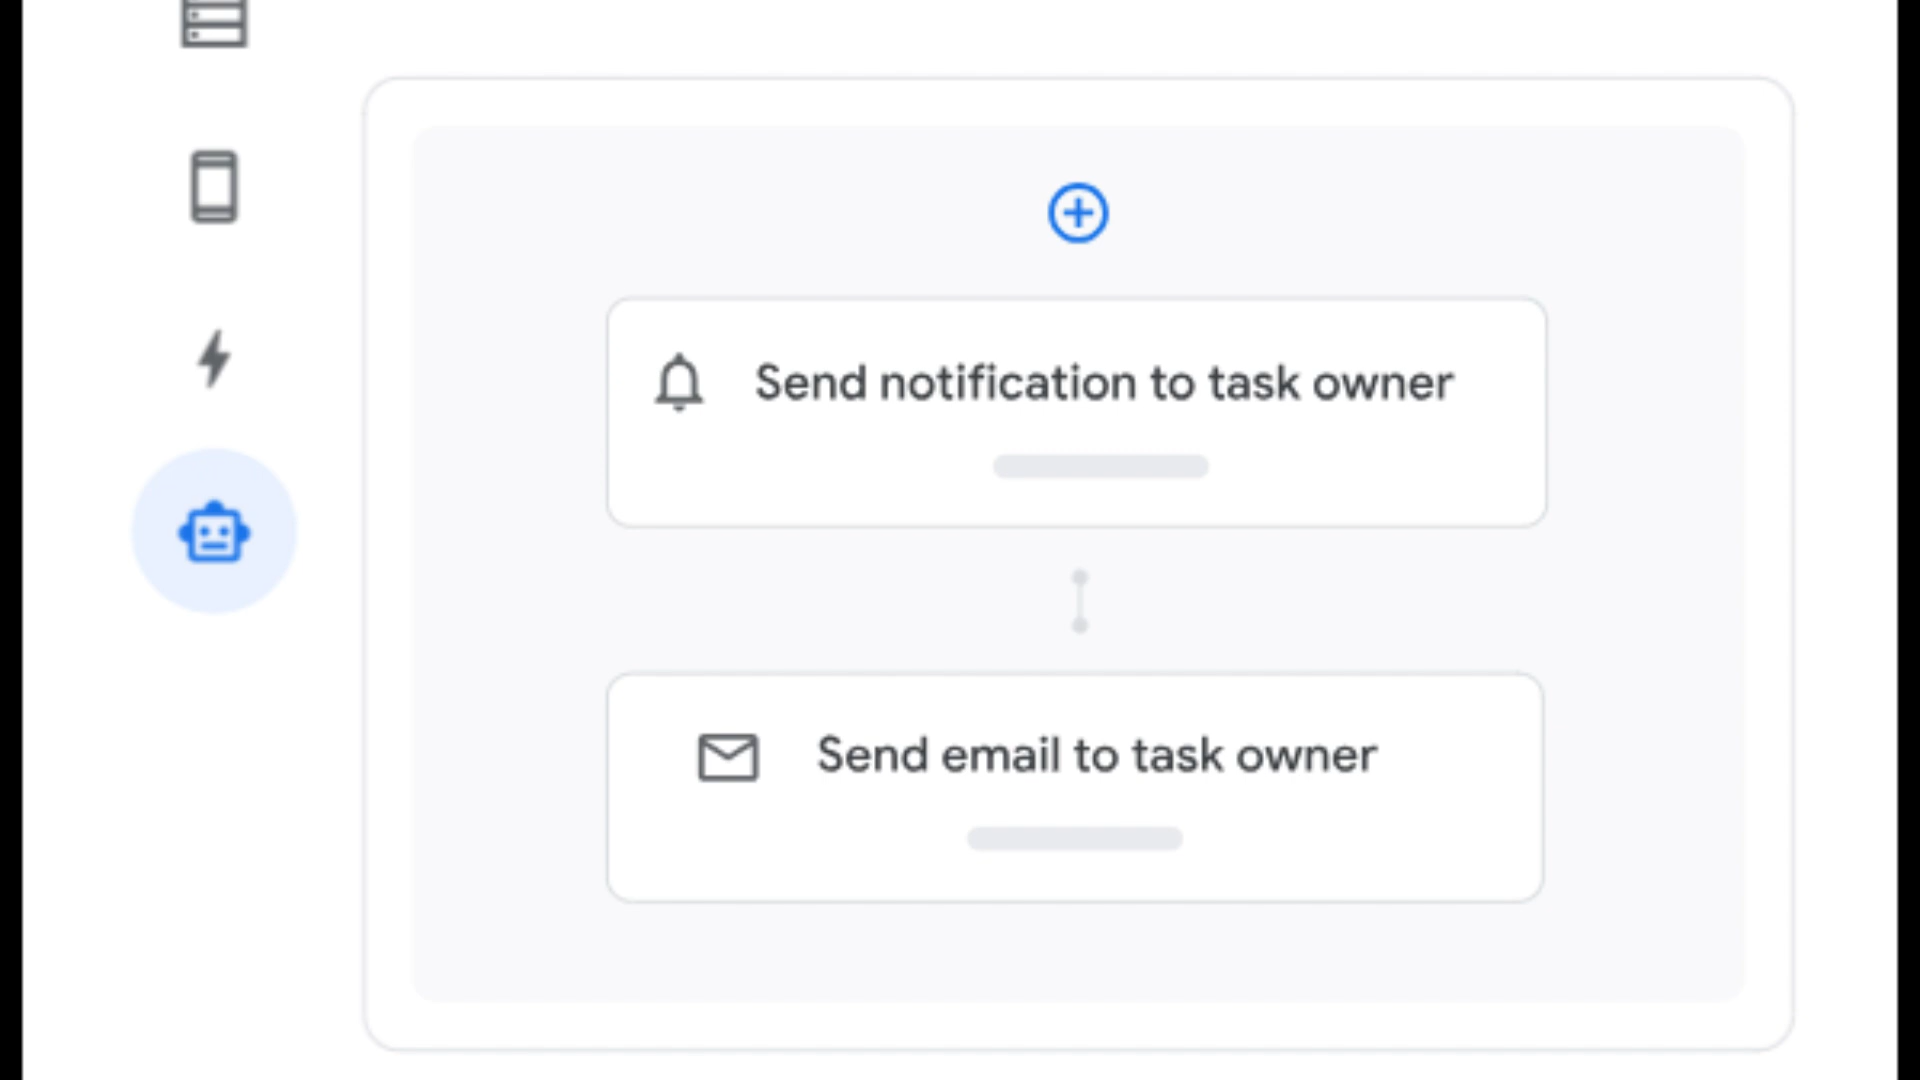 Send notification to task owner
Send email to task owner